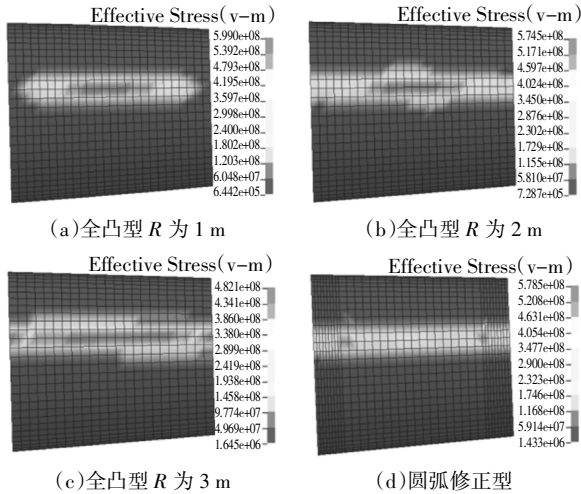 Effective Stress(v-m)
5.990e+08
5.392e+08
4.793e+08
4.195e+08
3.597e+08
2.998e+08
2.400e+08
1.802e+08
1.203e+08
6.048e+07
6.442e+05
(a)全凸型 R 为 1 m
Effective Stress(v-m)
5.745e+08
5.171e+08
4.597e+08
4.024e+08
3.450e+08
2.876e+08
2.302e+08
1.729e+08
1.155e+08
5.810e+07
7.287e+05
(b)全凸型 R 为 2 m
Effective Stress(v-m)
4.821e+08
4.341e+08
3.860e+08
3.380e+08
2.899e+08
2.419e+08
1.938e+08
1.458e+08
9.774e+07
4.969e+07
1.645e+06
(c)全凸型 R 为 3 m
Effective Stress(v-m)
5.785e+08
5.208e+08
4.631e+08
4.054e+08
3.477e+08
2.900e+08
2.323e+08
1.746e+08
1.168e+08
5.914e+07
1.433e+06
(d)圆弧修正型